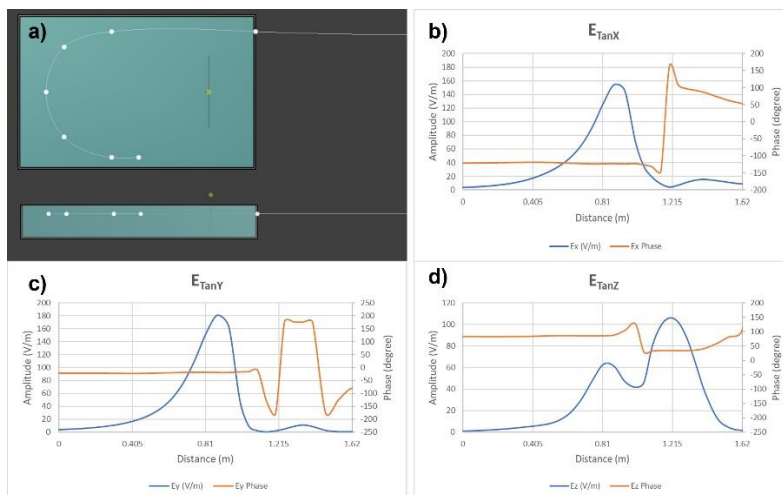 a)
b)
E_TanX
Amplitude (V/m)
200
180
160
140
120
100
80
60
40
20
0
200
150
100
50
0
-50
-100
-150
-200
Phase (degree)
0 0.405 0.81 1.215 1.62
Distance (m)
Ex (V/m) Ex Phase
c)
E_TanY
Amplitude (V/m)
200
180
160
140
120
100
80
60
40
20
0
250
200
150
100
50
0
-50
-100
-150
-200
-250
Phase (degree)
0 0.405 0.81 1.215 1.62
Distance (m)
Ey (V/m) Ey Phase
d)
E_TanZ
Amplitude (V/m)
120
100
80
60
40
20
0
200
150
100
50
0
-50
-100
-150
-200
-250
Phase (degree)
0 0.405 0.81 1.215 1.62
Distance (m)
Ez (V/m) Ez Phase